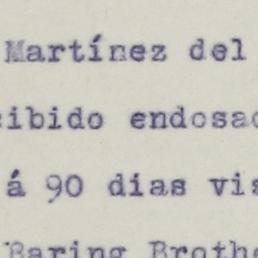 Martínez del
cibido endosad
á 90 dias vis
Baring Brothe